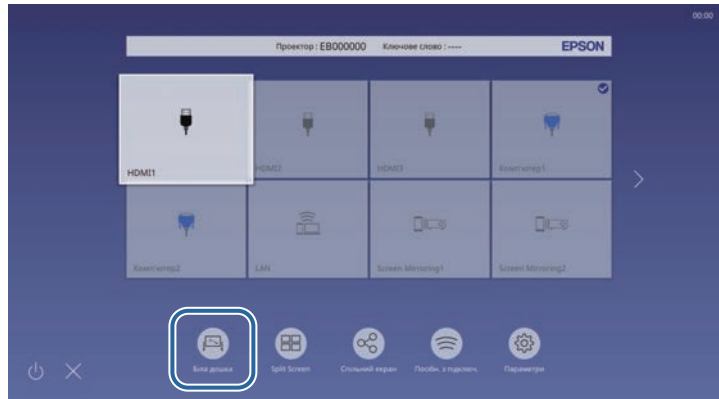 00:00
Проектор : EB000000 Ключове слово : ---- EPSON
HDMI1 HDMI2 HDMI3 Комп'ютер1
Комп'ютер2 LAN Screen Mirroring1 Screen Mirroring2
Біла дошка Split Screen Спільний екран Посібн. з підключ. Параметри